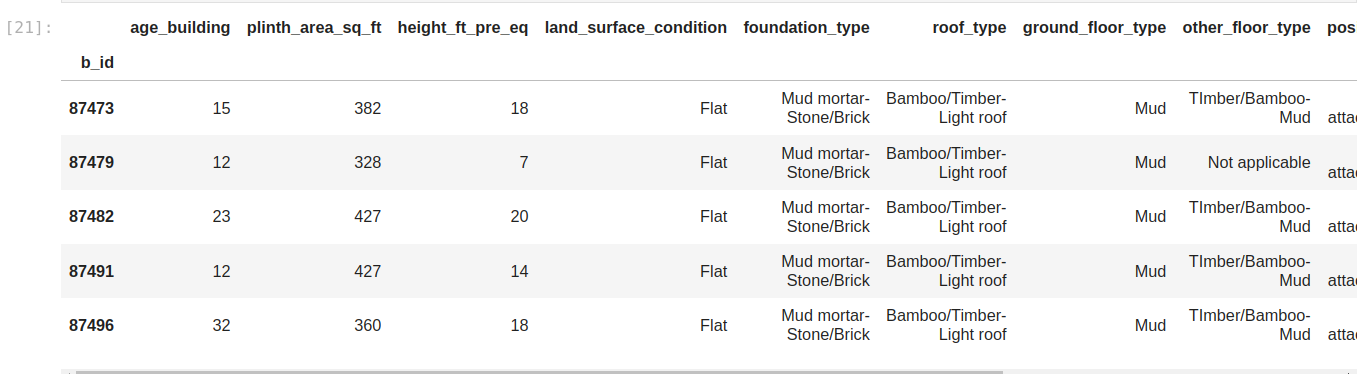 [21]:
age_building plinth_area_sq_ft height_ft_pre_eq land_surface_condition foundation_type roof_type ground_floor_type other_floor_type pos
b_id
87473 15 382 18 Flat Mud mortar- Bamboo/Timber- Mud TImber/Bamboo-
Stone/Brick Light roof Mud attac
87479 12 328 7 Flat Mud mortar- Bamboo/Timber- Mud Not applicable
Stone/Brick Light roof attac
87482 23 427 20 Flat Mud mortar- Bamboo/Timber- Mud TImber/Bamboo-
Stone/Brick Light roof Mud attac
87491 12 427 14 Flat Mud mortar- Bamboo/Timber- Mud TImber/Bamboo-
Stone/Brick Light roof Mud attac
87496 32 360 18 Flat Mud mortar- Bamboo/Timber- Mud TImber/Bamboo-
Stone/Brick Light roof Mud attac